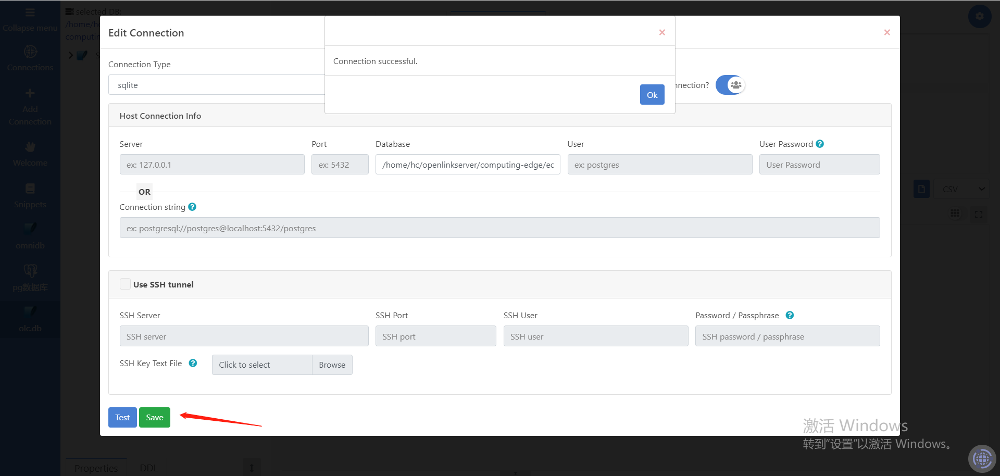 selected DB:
/home/hc
computin
Collapse menu
Connections
Add
Connection
Welcome
Snippets
omnidb
pg数据库
olc.db
Edit Connection
×
×
Connection successful.
Ok
Connection Type
sqlite
nnection?
Host Connection Info
Server
Port
Database
User
User Password ?
ex: 127.0.0.1
ex: 5432
/home/hc/openlinkserver/computing-edge/ec
ex: postgres
User Password
OR
Connection string ?
ex: postgresql://postgres@localhost:5432/postgres
CSV
Use SSH tunnel
SSH Server
SSH Port
SSH User
Password / Passphrase ?
SSH server
SSH port
SSH user
SSH password / passphrase
SSH Key Text File ?
Click to select
Browse
Test
Save
激活 Windows
转到“设置”以激活 Windows。
Properties
DDL